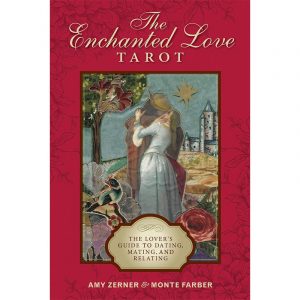 The
Enchanted Love
TAROT
THE LOVER'S
GUIDE TO DATING,
MATING, AND
RELATING
AMY ZERNER & MONTE FARBER